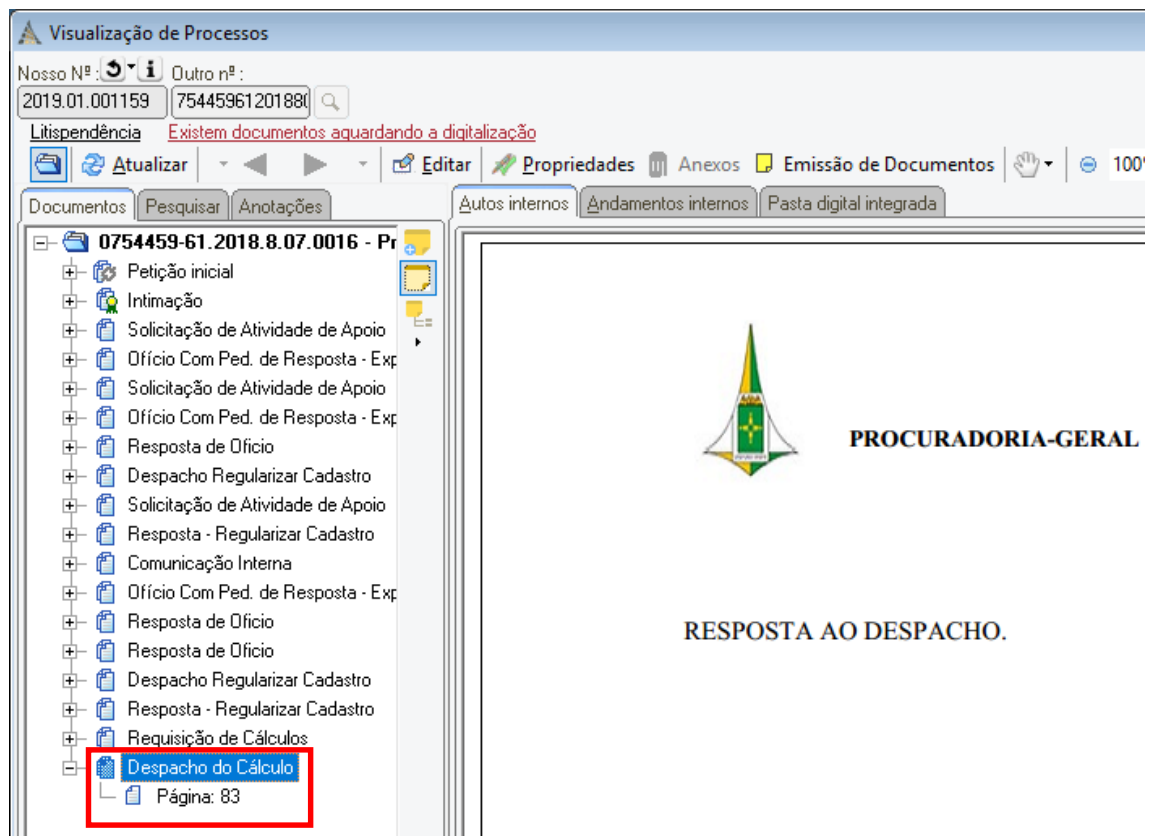 Visualização de Processos
Nosso Nº : Outro nº :
2019.01.001159 7544596120188(
Litispendência Existem documentos aguardando a digitalização
Atualizar Editar Propriedades Anexos Emissão de Documentos 100%
Documentos Pesquisar Anotações Autos internos Andamentos internos Pasta digital integrada
0754459-61.2018.8.07.0016 - Pr
Petição inicial
Intimação
Solicitação de Atividade de Apoio
Ofício Com Ped. de Resposta - Exp
Solicitação de Atividade de Apoio
Ofício Com Ped. de Resposta - Exp
Resposta de Oficio
Despacho Regularizar Cadastro
Solicitação de Atividade de Apoio
Resposta - Regularizar Cadastro
Comunicação Interna
Ofício Com Ped. de Resposta - Exp
Resposta de Oficio
Resposta de Oficio
Despacho Regularizar Cadastro
Resposta - Regularizar Cadastro
Requisição de Cálculos
Despacho do Cálculo
Página: 83
PROCURADORIA-GERAL
RESPOSTA AO DESPACHO.